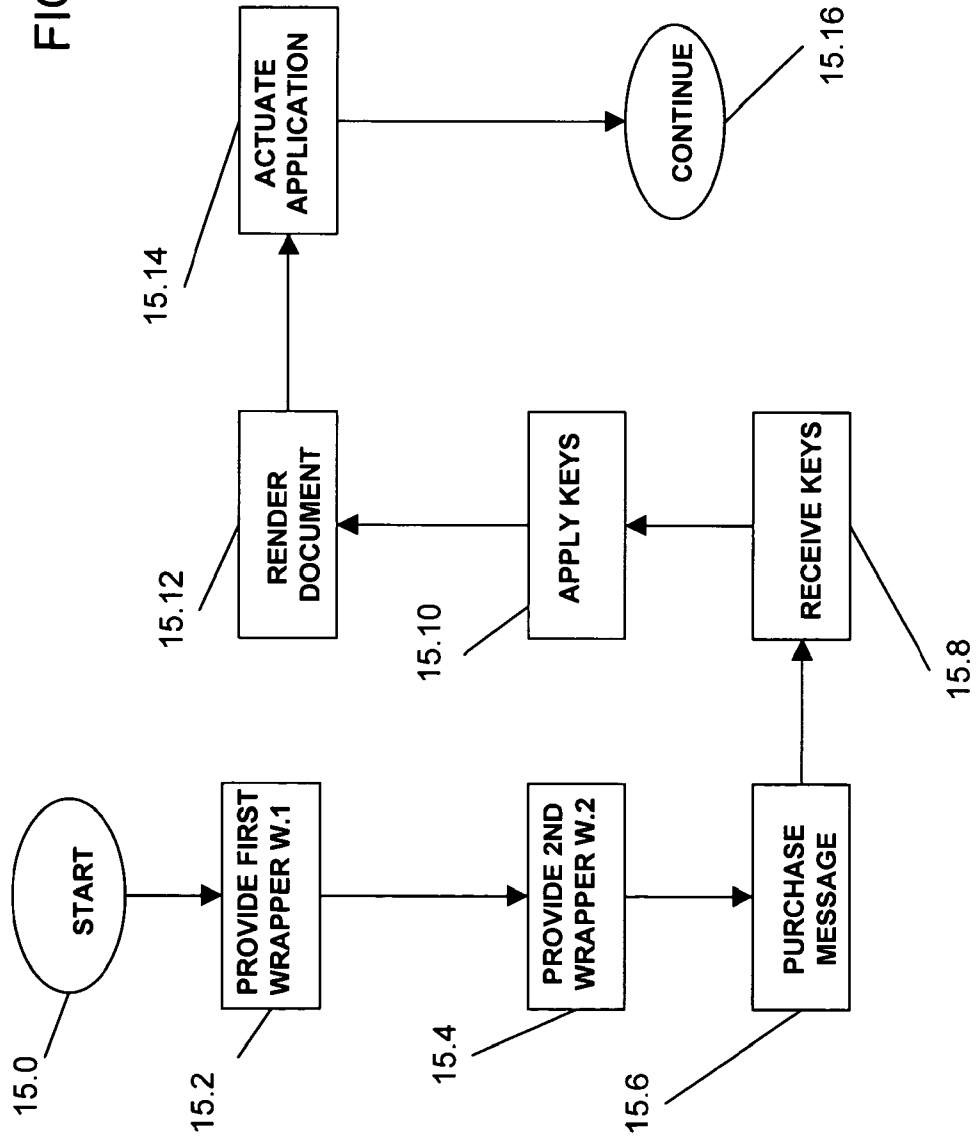 FIG
15.0
START
15.2
PROVIDE FIRST
WRAPPER W.1
15.4
PROVIDE 2ND
WRAPPER W.2
15.6
PURCHASE
MESSAGE
15.8
RECEIVE KEYS
15.10
APPLY KEYS
15.12
RENDER
DOCUMENT
15.14
ACTUATE
APPLICATION
CONTINUE
15.16